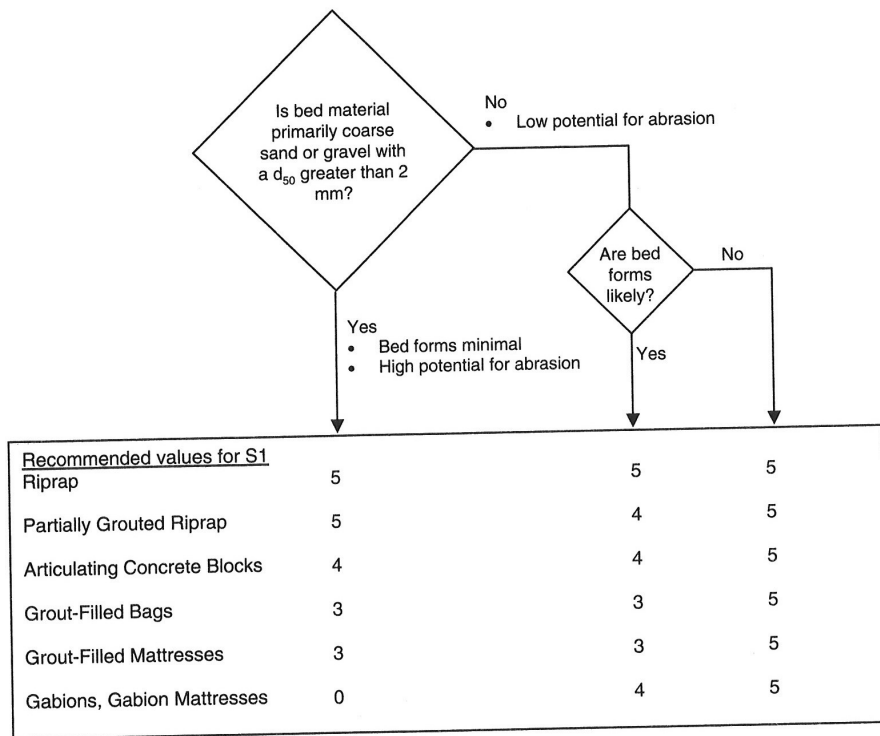 Is bed material
primarily coarse
sand or gravel with
a d50 greater than 2
mm?
No
• Low potential for abrasion
Are bed
forms
likely?
No
Yes
• Bed forms minimal
• High potential for abrasion
Yes
Recommended values for S1
Riprap 5 5 5
Partially Grouted Riprap 5 4 5
Articulating Concrete Blocks 4 4 5
Grout-Filled Bags 3 3 5
Grout-Filled Mattresses 3 3 5
Gabions, Gabion Mattresses 0 4 5